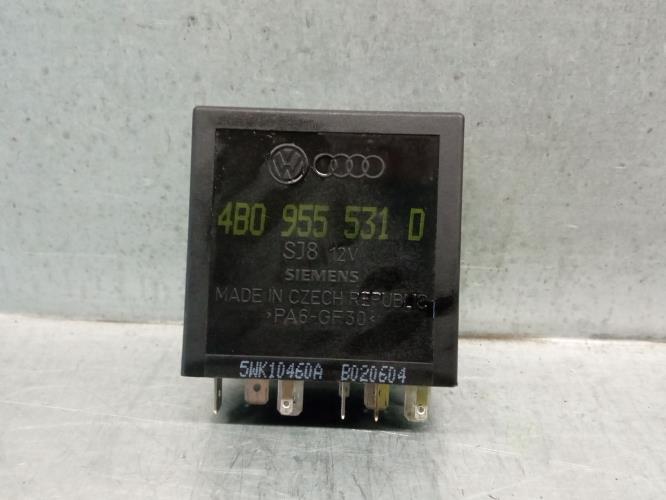 4B0 955 531 D
SJ8 12V
SIEMENS
MADE IN CZECH REPUBLIC
>PA6-GF30<
5WK10460A B020604